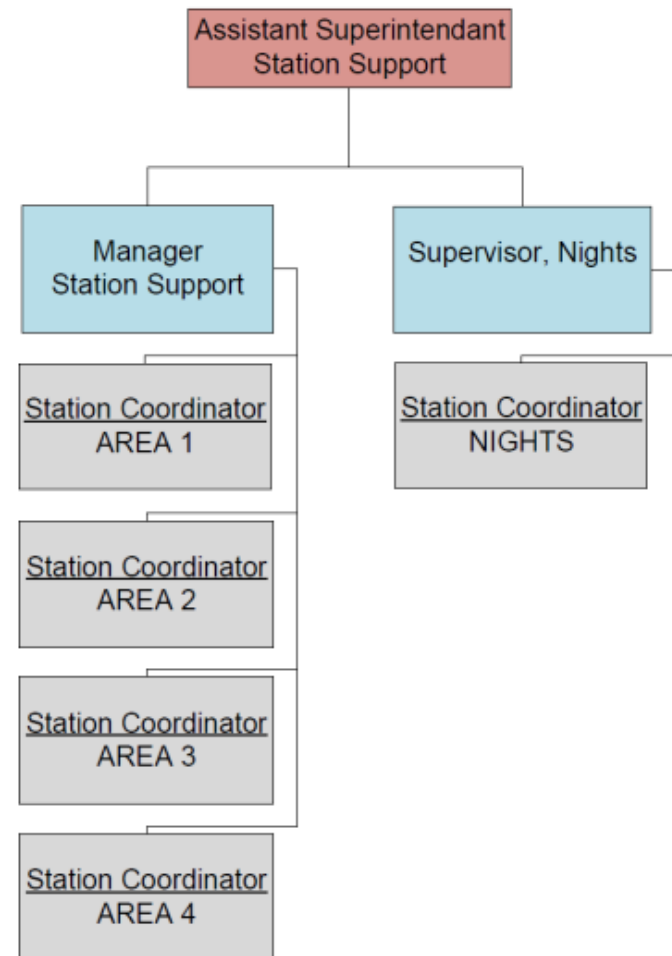 Assistant Superintendant
Station Support
Manager
Station Support
Supervisor, Nights
Station Coordinator
AREA 1
Station Coordinator
NIGHTS
Station Coordinator
AREA 2
Station Coordinator
AREA 3
Station Coordinator
AREA 4